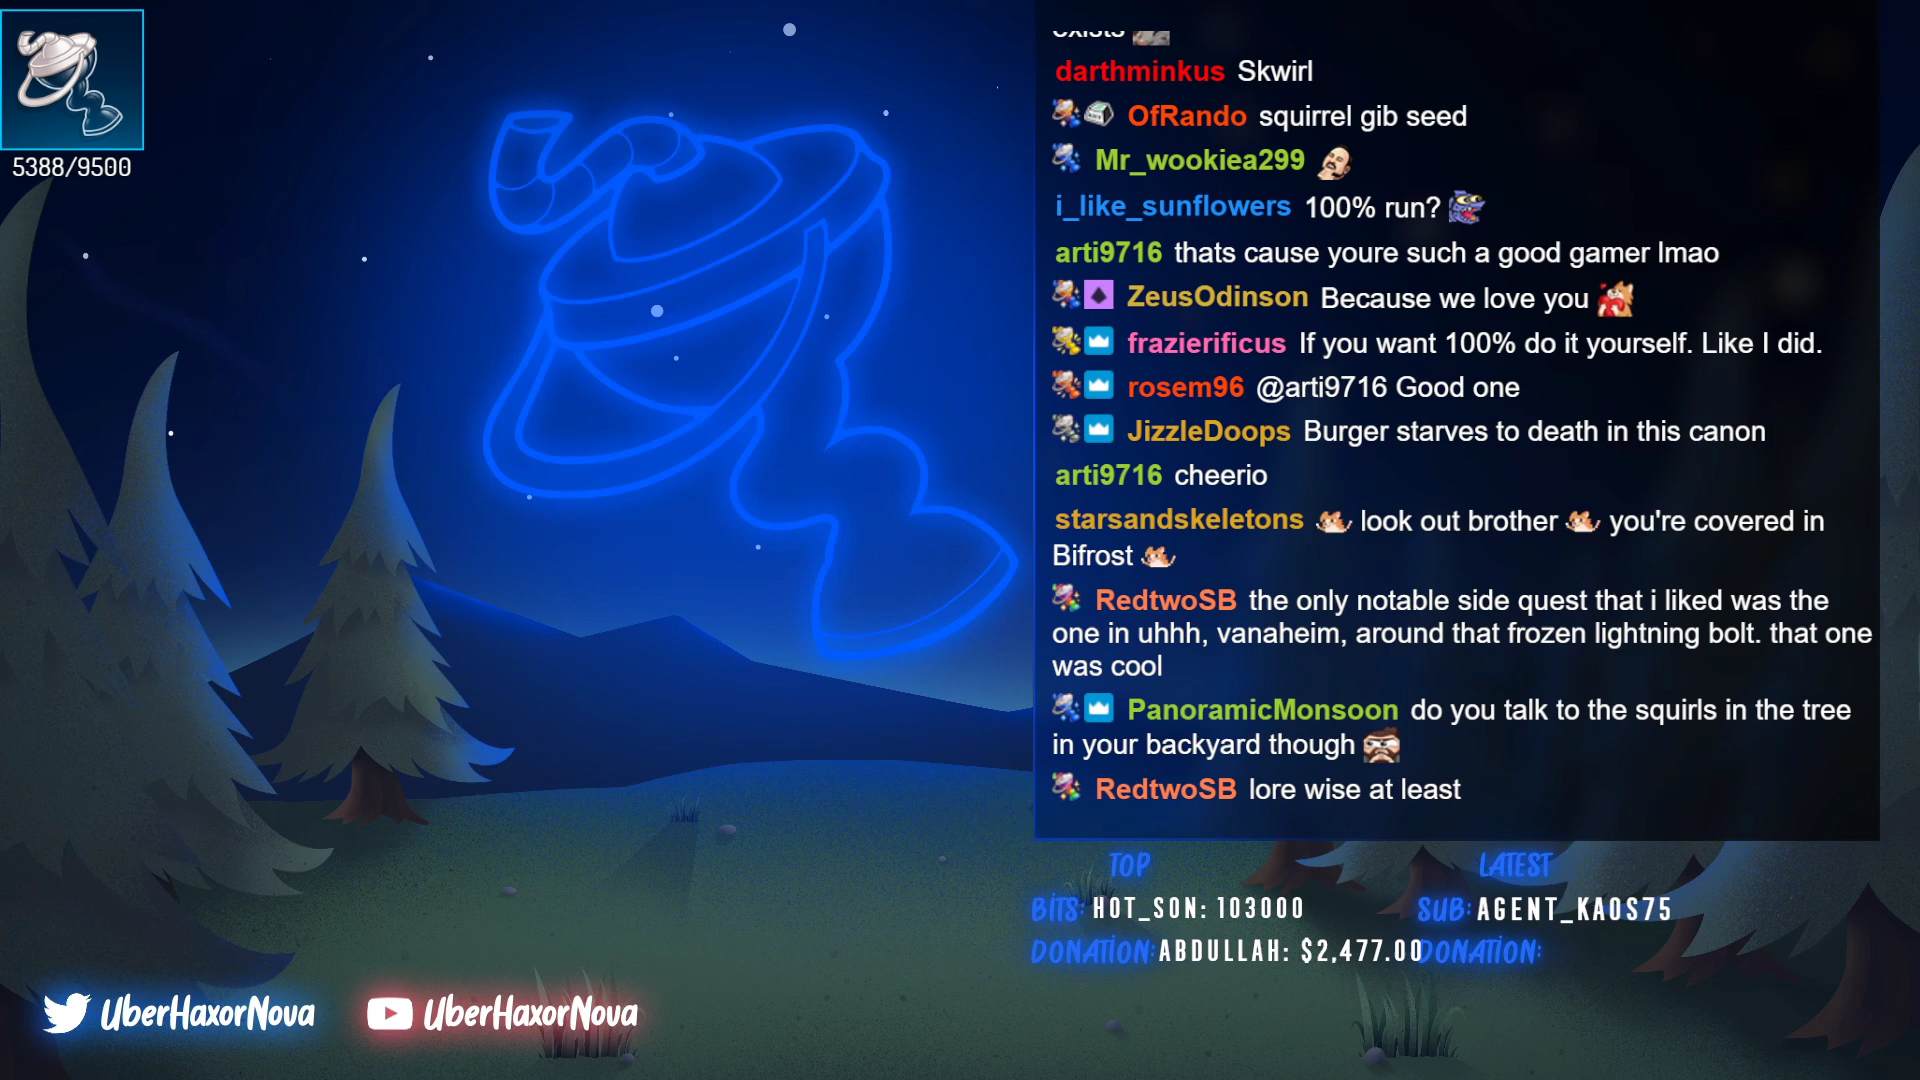 5388/9500
exists
darthminkus Skwirl
OfRando squirrel gib seed
Mr_wookiea299
i_like_sunflowers 100% run?
arti9716 thats cause youre such a good gamer lmao
ZeusOdinson Because we love you
frazierificus If you want 100% do it yourself. Like I did.
rosem96 @arti9716 Good one
JizzleDoops Burger starves to death in this canon
arti9716 cheerio
starsandskeletons look out brother you're covered in
Bifrost
RedtwoSB the only notable side quest that i liked was the
one in uhhh, vanaheim, around that frozen lightning bolt. that one
was cool
PanoramicMonsoon do you talk to the squirls in the tree
in your backyard though
RedtwoSB lore wise at least
TOP
BITS: HOT_SON: 103000
DONATION: ABDULLAH: $2,477.00
LATEST
SUB: AGENT_KAOS75
DONATION:
UberHaxorNova
UberHaxorNova